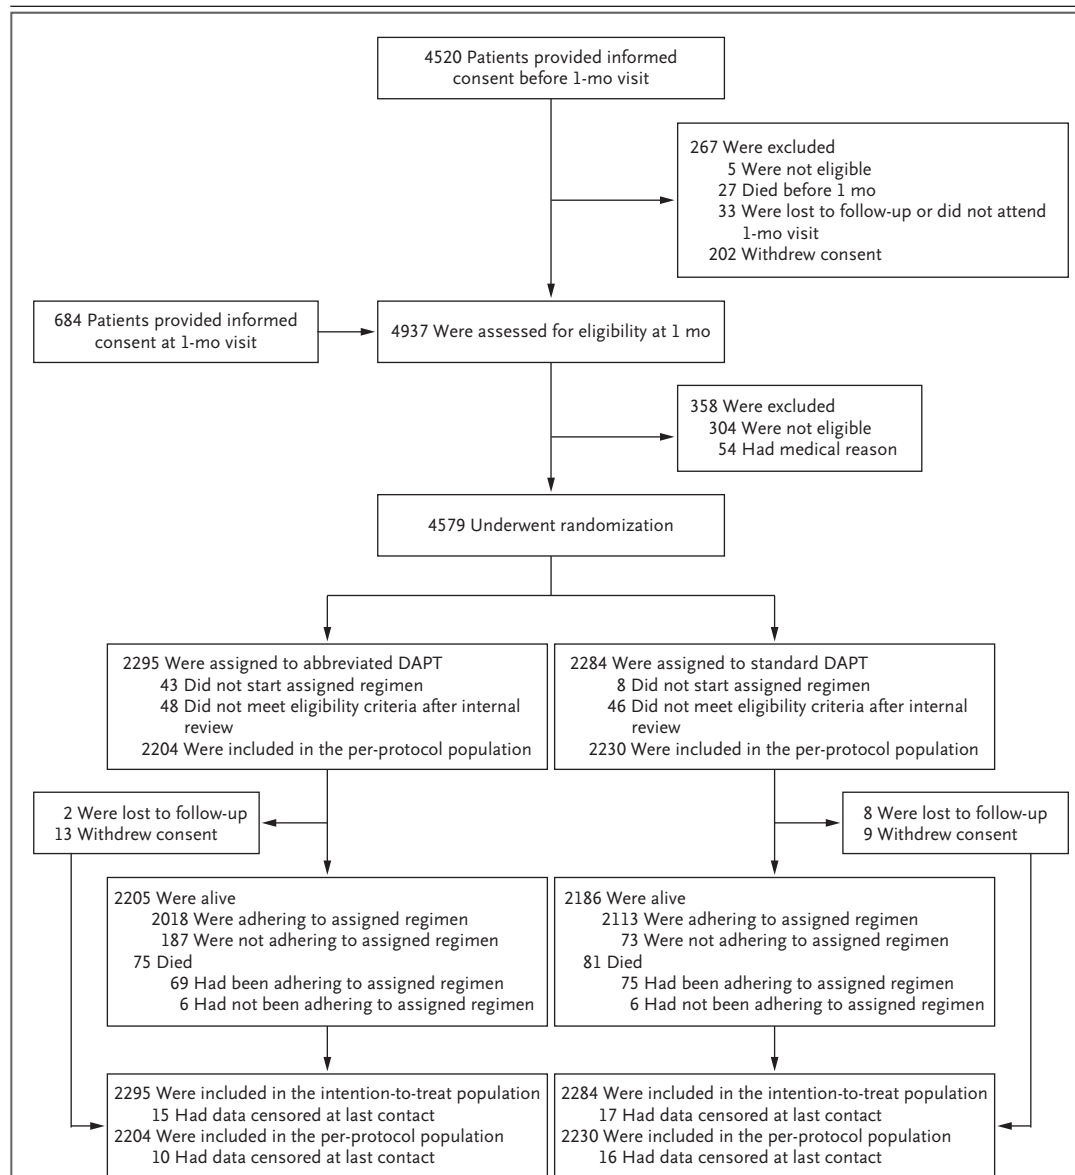 4520 Patients provided informed
consent before 1-mo visit
267 Were excluded
5 Were not eligible
27 Died before 1 mo
33 Were lost to follow-up or did not attend
1-mo visit
202 Withdrew consent
684 Patients provided informed
consent at 1-mo visit
4937 Were assessed for eligibility at 1 mo
358 Were excluded
304 Were not eligible
54 Had medical reason
4579 Underwent randomization
2295 Were assigned to abbreviated DAPT
43 Did not start assigned regimen
48 Did not meet eligibility criteria after internal
review
2204 Were included in the per-protocol population
2284 Were assigned to standard DAPT
8 Did not start assigned regimen
46 Did not meet eligibility criteria after internal
review
2230 Were included in the per-protocol population
2 Were lost to follow-up
13 Withdrew consent
8 Were lost to follow-up
9 Withdrew consent
2205 Were alive
2018 Were adhering to assigned regimen
187 Were not adhering to assigned regimen
75 Died
69 Had been adhering to assigned regimen
6 Had not been adhering to assigned regimen
2186 Were alive
2113 Were adhering to assigned regimen
73 Were not adhering to assigned regimen
81 Died
75 Had been adhering to assigned regimen
6 Had not been adhering to assigned regimen
2295 Were included in the intention-to-treat population
15 Had data censored at last contact
2204 Were included in the per-protocol population
10 Had data censored at last contact
2284 Were included in the intention-to-treat population
17 Had data censored at last contact
2230 Were included in the per-protocol population
16 Had data censored at last contact